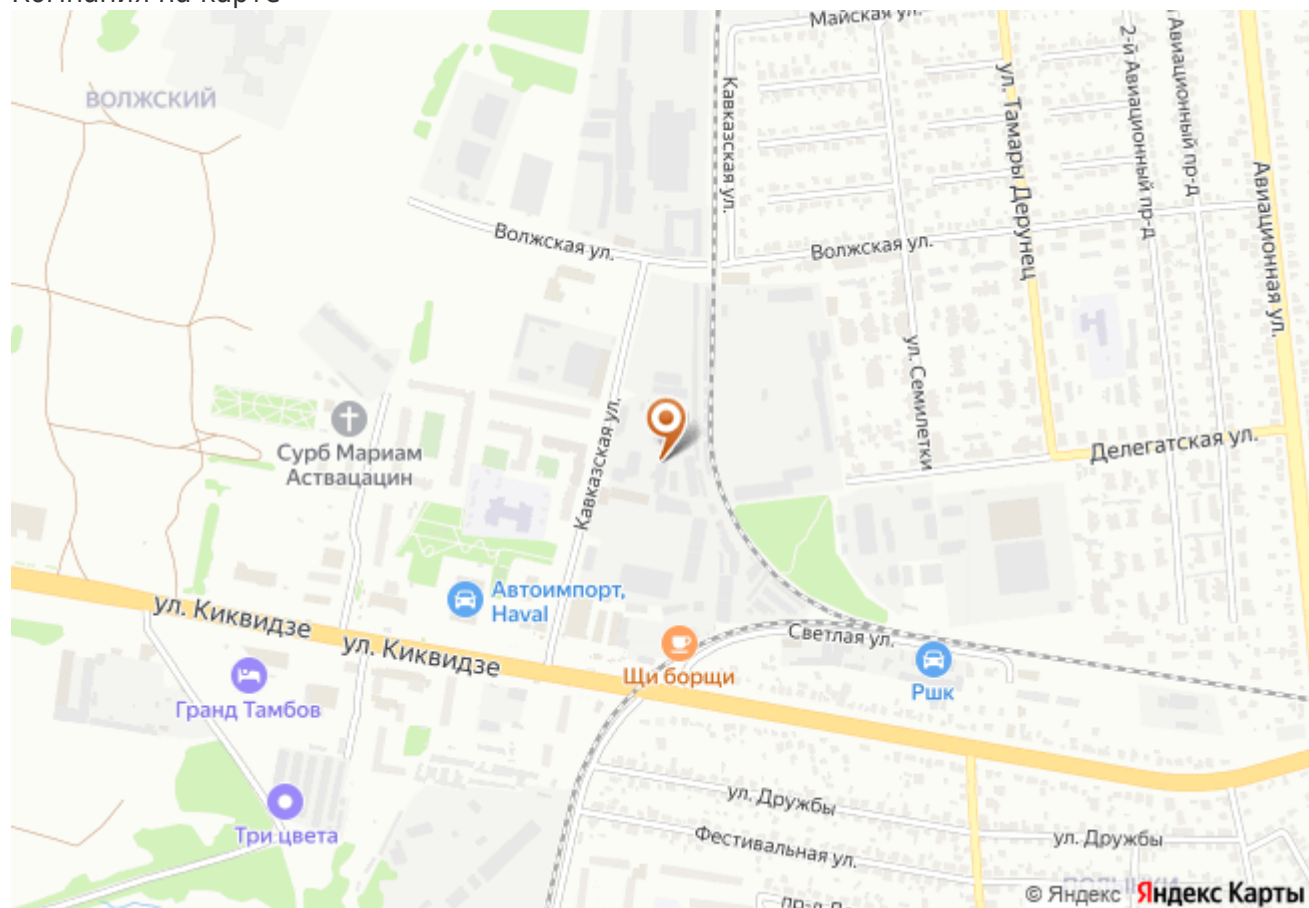 Компания на карте
Майская ул.
ВОЛЖСКИЙ
Кавказская ул.
ул. Тамары Дерунец
2-й Авиационный пр-д
Авиационный пр-д
Авиационная ул.
Волжская ул.
Волжская ул.
ул. Семилетки
Кавказская ул.
Сурб Мариам
Аствацацин
Делегатская ул.
Автоимпорт,
Haval
ул. Киквидзе
ул. Киквидзе
Светлая ул.
Щи борщи
Ршк
Гранд Тамбов
Три цвета
ул. Дружбы
ул. Дружбы
Фестивальная ул.
© Яндекс Яндекс Карты